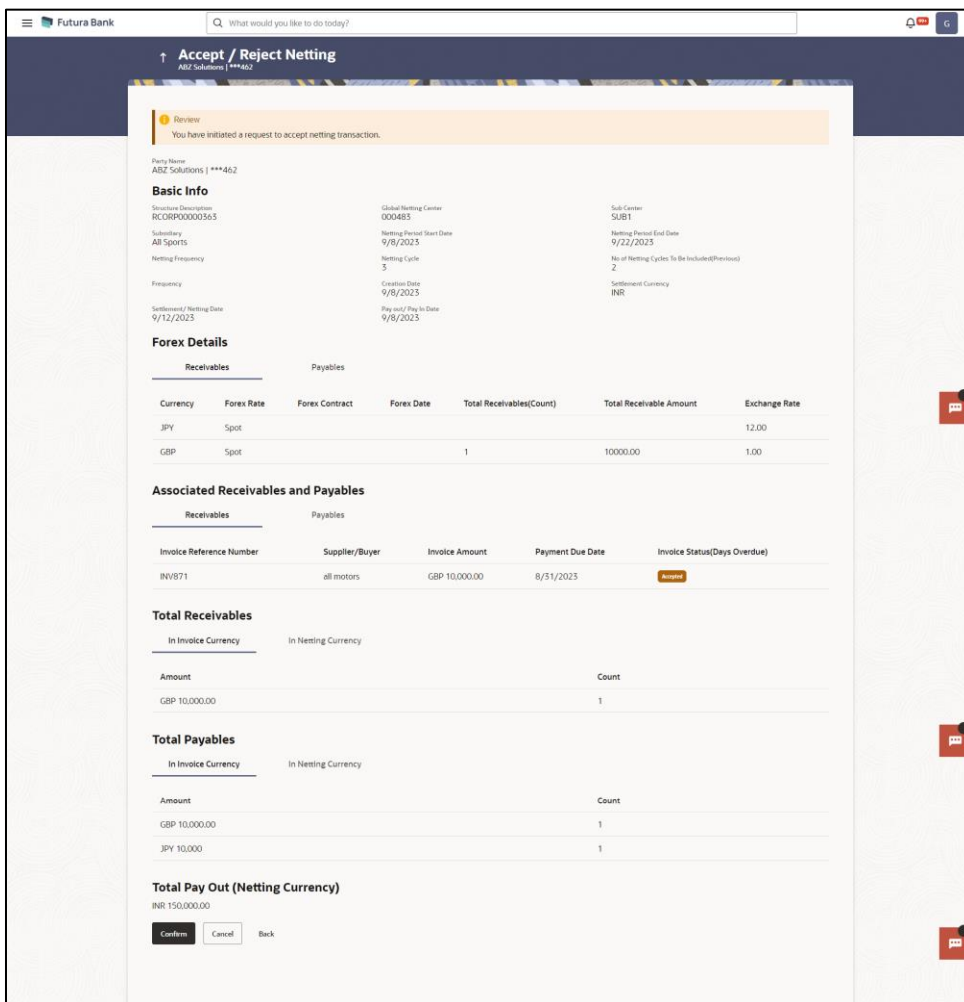 Futura Bank
What would you like to do today?
99+
G
Accept / Reject Netting
ABZ Solutions | ***462
Review
You have initiated a request to accept netting transaction.
Party Name
ABZ Solutions | ***462
Basic Info
Structure Description Global Netting Center Sub Center
RCORP00000363 000483 SUB1
Subsidiary Netting Period Start Date Netting Period End Date
All Sports 9/8/2023 9/22/2023
Netting Frequency Netting Cycle No of Netting Cycles To Be Included(Previous)
3 2
Frequency Creation Date Settlement Currency
9/8/2023 INR
Settlement/ Netting Date Pay out/ Pay In Date
9/12/2023 9/8/2023
Forex Details
Receivables Payables
Currency Forex Rate Forex Contract Forex Date Total Receivables(Count) Total Receivable Amount Exchange Rate
JPY Spot 12.00
GBP Spot 1 10000.00 1.00
Associated Receivables and Payables
Receivables Payables
Invoice Reference Number Supplier/Buyer Invoice Amount Payment Due Date Invoice Status(Days Overdue)
INV871 all motors GBP 10,000.00 8/31/2023 Accepted
Total Receivables
In Invoice Currency In Netting Currency
Amount Count
GBP 10,000.00 1
Total Payables
In Invoice Currency In Netting Currency
Amount Count
GBP 10,000.00 1
JPY 10,000 1
Total Pay Out (Netting Currency)
INR 150,000.00
Confirm Cancel Back